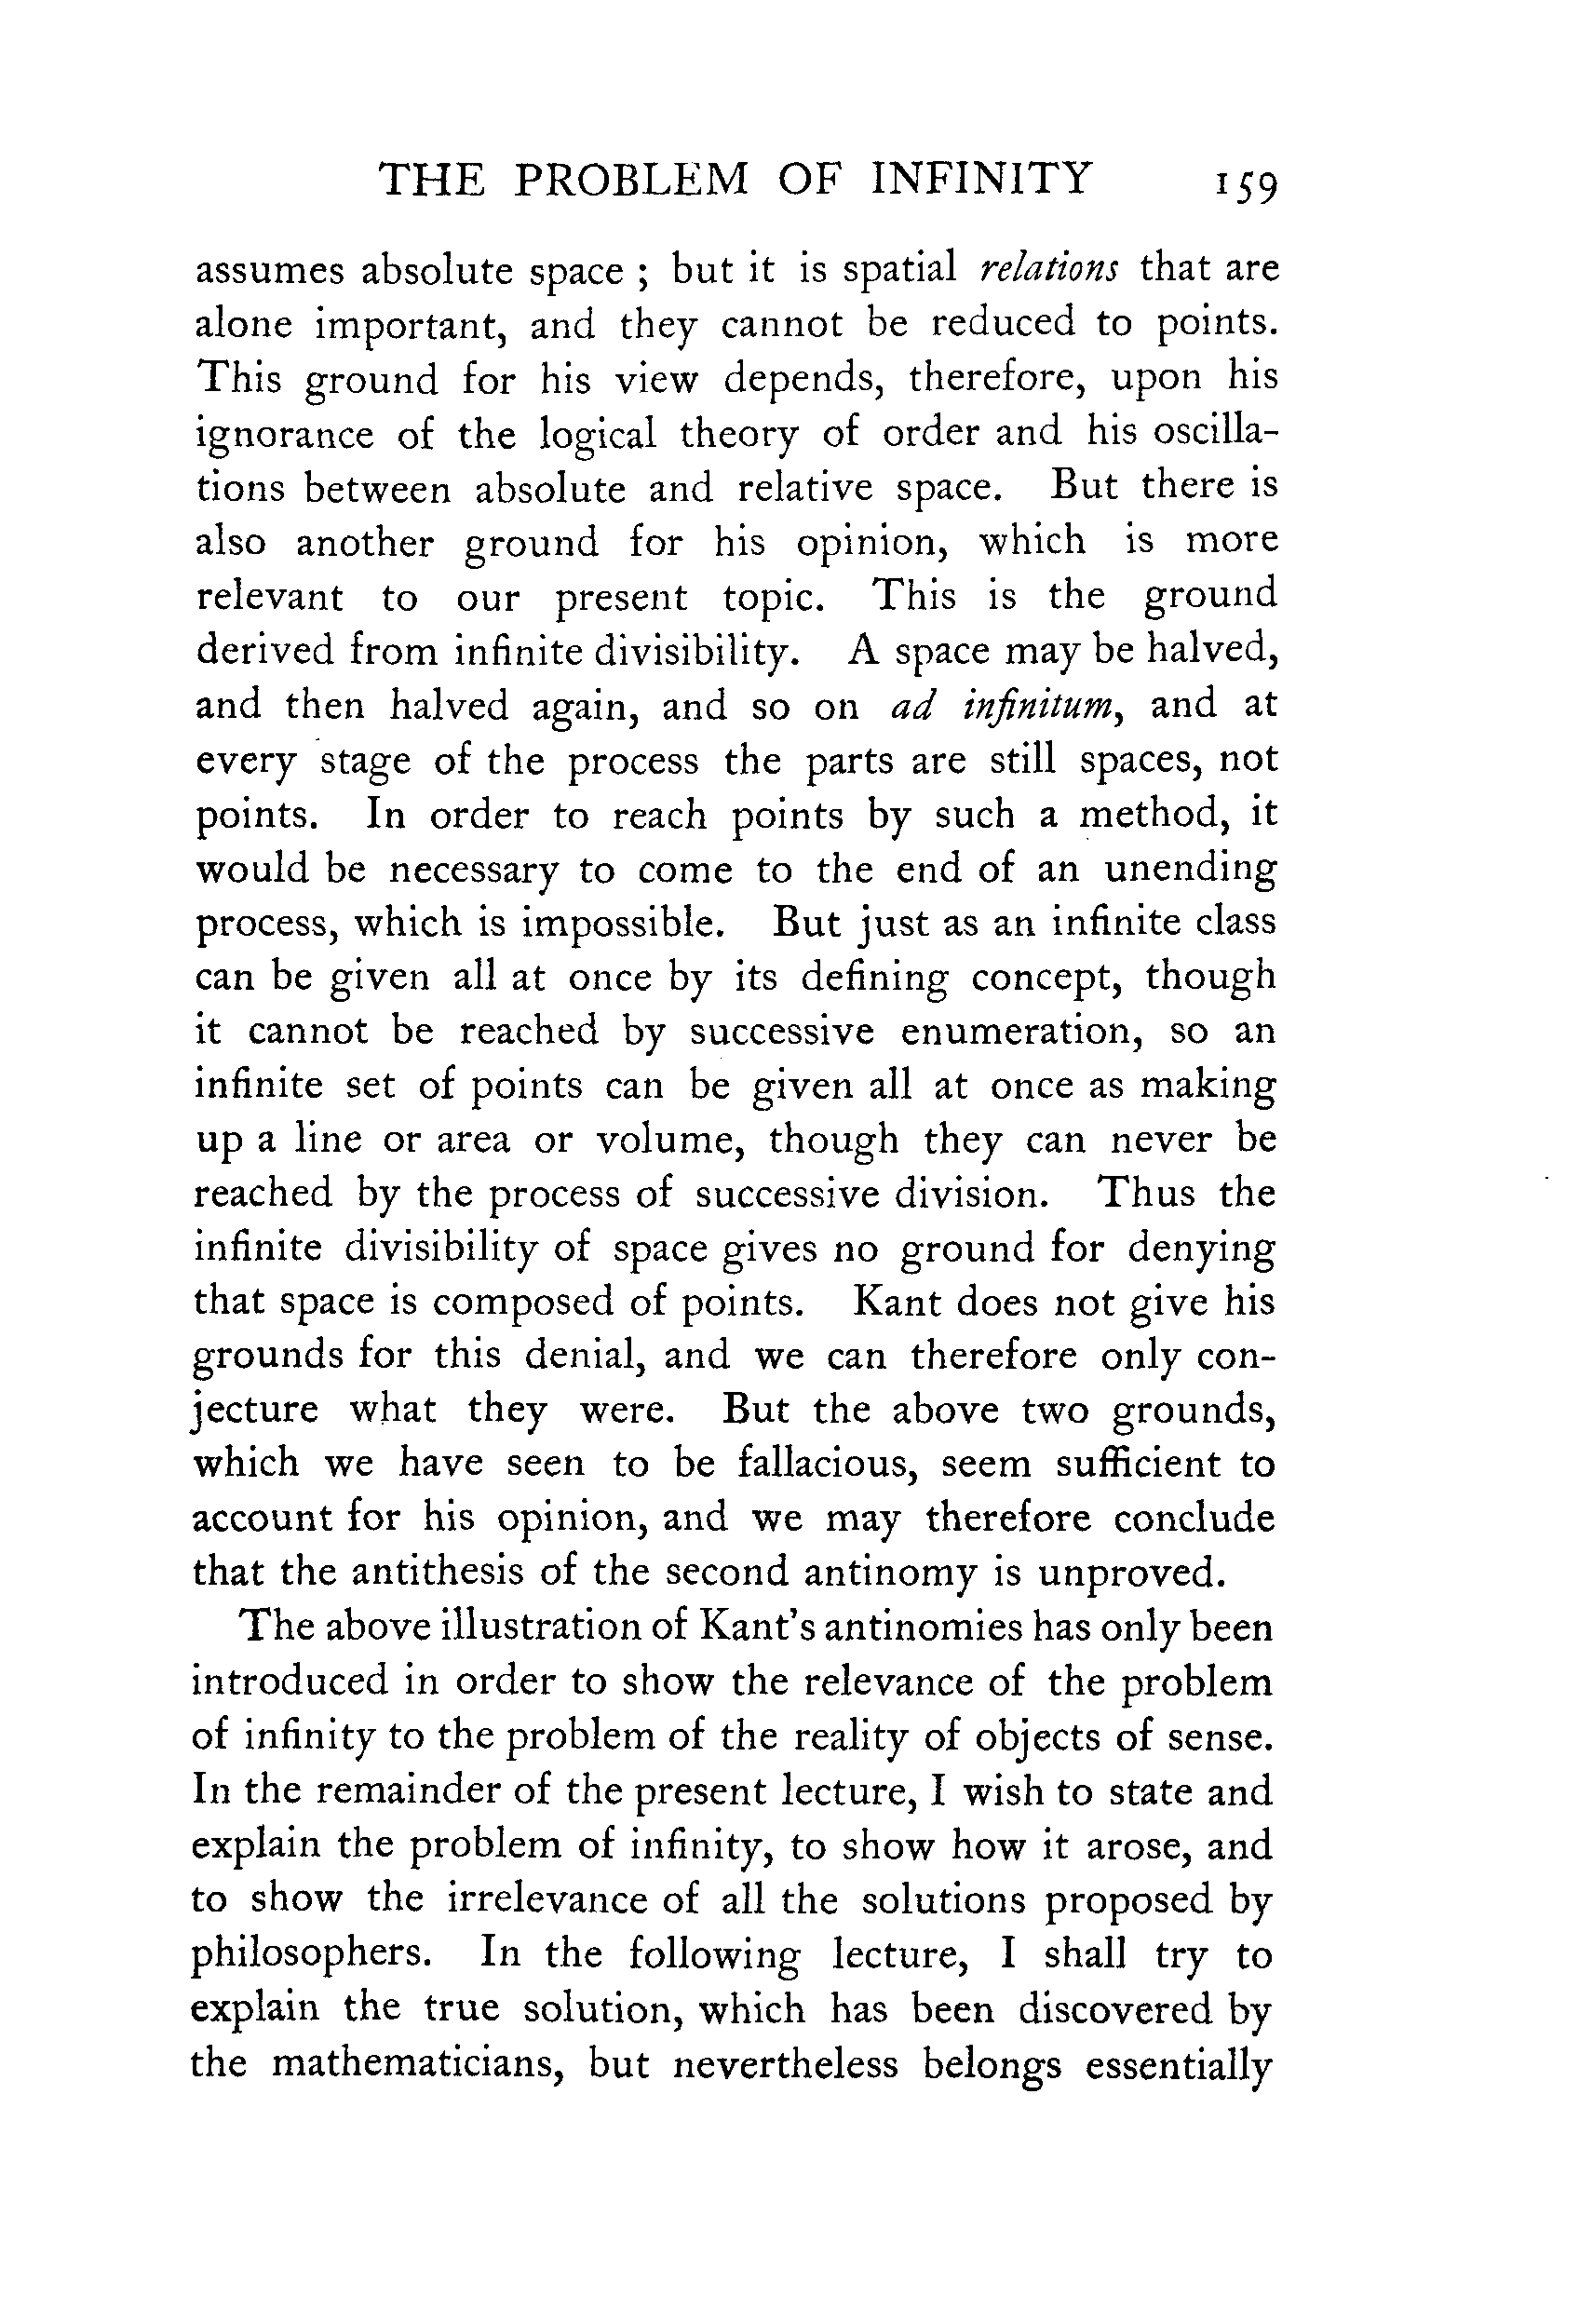 THE PROBLEM OF INFINITY 159
assumes absolute space ; but it is spatial relations that are
alone important, and they cannot be reduced to points.
This ground for his view depends, therefore, upon his
ignorance of the logical theory of order and his oscilla-
tions between absolute and relative space. But there is
also another ground for his opinion, which is more
relevant to our present topic. This is the ground
derived from infinite divisibility. A space may be halved,
and then halved again, and so on ad infinitum, and at
every stage of the process the parts are still spaces, not
points. In order to reach points by such a method, it
would be necessary to come to the end of an unending
process, which is impossible. But just as an infinite class
can be given all at once by its defining concept, though
it cannot be reached by successive enumeration, so an
infinite set of points can be given all at once as making
up a line or area or volume, though they can never be
reached by the process of successive division. Thus the
infinite divisibility of space gives no ground for denying
that space is composed of points. Kant does not give his
grounds for this denial, and we can therefore only con-
jecture what they were. But the above two grounds,
which we have seen to be fallacious, seem sufficient to
account for his opinion, and we may therefore conclude
that the antithesis of the second antinomy is unproved.
The above illustration of Kant's antinomies has only been
introduced in order to show the relevance of the problem
of infinity to the problem of the reality of objects of sense.
In the remainder of the present lecture, I wish to state and
explain the problem of infinity, to show how it arose, and
to show the irrelevance of all the solutions proposed by
philosophers. In the following lecture, I shall try to
explain the true solution, which has been discovered by
the mathematicians, but nevertheless belongs essentially